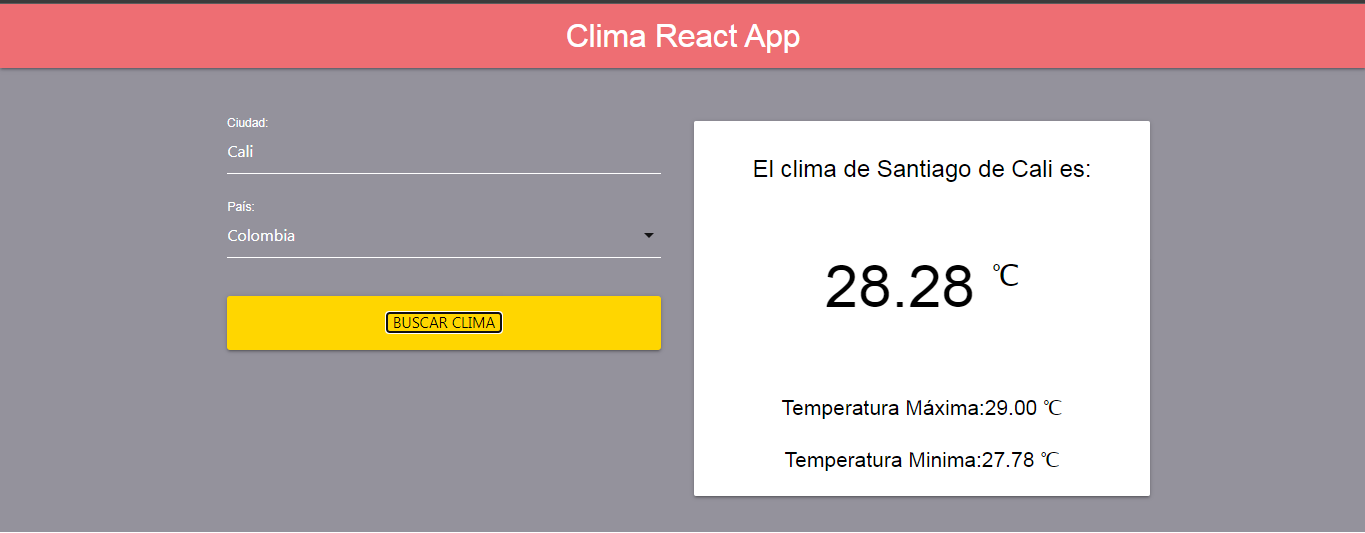 Clima React App
Ciudad:
Cali
País:
Colombia
BUSCAR CLIMA
El clima de Santiago de Cali es:
28.28 ℃
Temperatura Máxima:29.00 ℃
Temperatura Minima:27.78 ℃